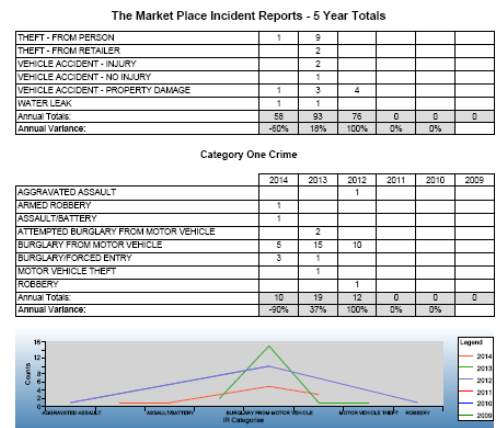 The Market Place Incident Reports - 5 Year Totals
THEFT - FROM PERSON 1 9
THEFT - FROM RETAILER 2
VEHICLE ACCIDENT - INJURY 2
VEHICLE ACCIDENT - NO INJURY 1
VEHICLE ACCIDENT - PROPERTY DAMAGE 1 3 4
WATER LEAK 1 1
Annual Totals: 58 93 76 0 0 0
Annual Variance: -60% 18% 100% 0% 0%
Category One Crime
2014 2013 2012 2011 2010 2009
AGGRAVATED ASSAULT 1
ARMED ROBBERY 1
ASSAULT/BATTERY 1
ATTEMPTED BURGLARY FROM MOTOR VEHICLE 2
BURGLARY FROM MOTOR VEHICLE 5 15 10
BURGLARY/FORCED ENTRY 3 1
MOTOR VEHICLE THEFT 1
ROBBERY 1
Annual Totals: 10 19 12 0 0 0
Annual Variance: -90% 37% 100% 0% 0%
Legend
2014
2013
2012
2011
2010
2009
Counts
16
12
8
6
4
2
0
AGGRAVATED ASSAULT ASSAULT/BATTERY BURGLARY FROM MOTOR VEHICLE MOTOR VEHICLE THEFT ROBBERY
IR Categories